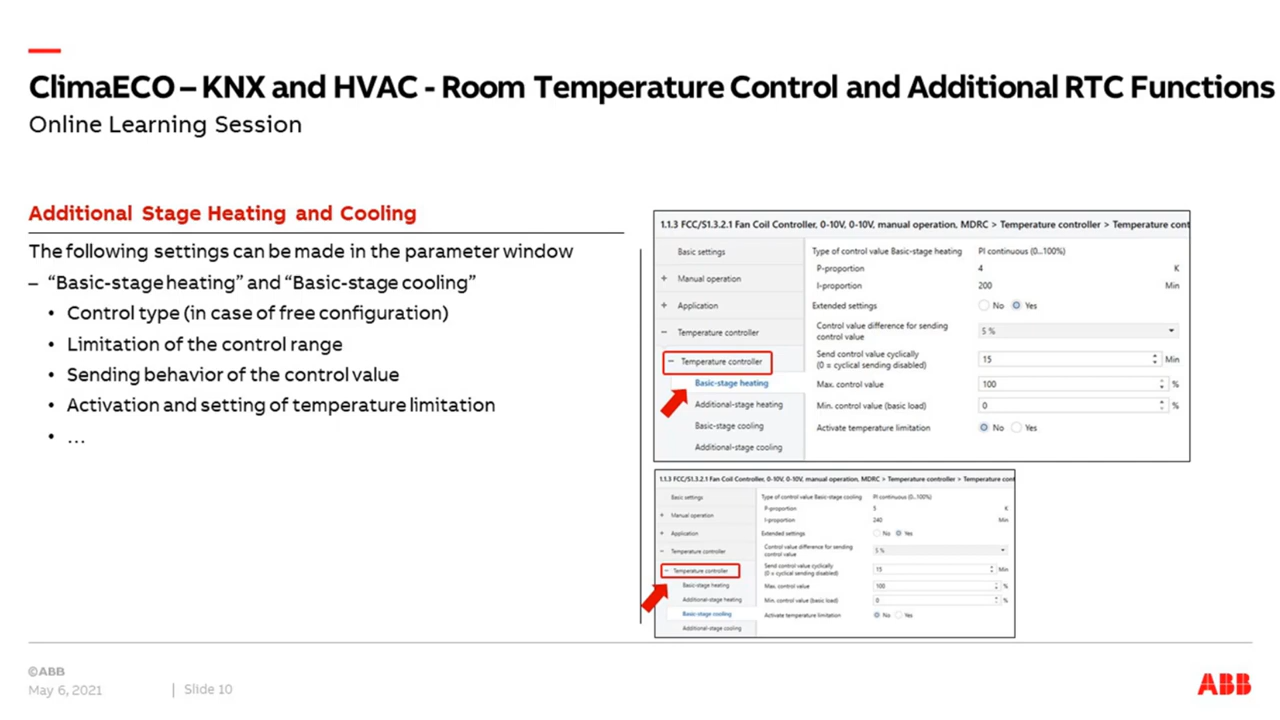 ClimaECO – KNX and HVAC - Room Temperature Control and Additional RTC Functions
Online Learning Session
Additional Stage Heating and Cooling
The following settings can be made in the parameter window
– “Basic-stage heating” and “Basic-stage cooling”
• Control type (in case of free configuration)
• Limitation of the control range
• Sending behavior of the control value
• Activation and setting of temperature limitation
• …
1.1.3 FCC/S1.3.2.1 Fan Coil Controller, 0-10V, 0-10V, manual operation, MDRC > Temperature controller > Temperature cont
Basic settings
+ Manual operation
+ Application
− Temperature controller
− Temperature controller
Basic-stage heating
Additional-stage heating
Basic-stage cooling
Additional-stage cooling
Type of control value Basic-stage heating PI continuous (0...100%)
P-proportion 4 K
I-proportion 200 Min
Extended settings No Yes
Control value difference for sending
control value 5 %
Send control value cyclically
(0 = cyclical sending disabled) 15 Min
Max. control value 100 %
Min. control value (basic load) 0 %
Activate temperature limitation No Yes
1.1.3 FCC/S1.3.2.1 Fan Coil Controller, 0-10V, 0-10V, manual operation, MDRC > Temperature controller > Temperature cont
Basic settings
+ Manual operation
+ Application
− Temperature controller
− Temperature controller
Basic-stage heating
Additional-stage heating
Basic-stage cooling
Additional-stage cooling
Type of control value Basic-stage cooling PI continuous (0...100%)
P-proportion 5 K
I-proportion 240 Min
Extended settings No Yes
Control value difference for sending
control value 5 %
Send control value cyclically
(0 = cyclical sending disabled) 15 Min
Max. control value 100 %
Min. control value (basic load) 0 %
Activate temperature limitation No Yes
©ABB
May 6, 2021 | Slide 10
ABB